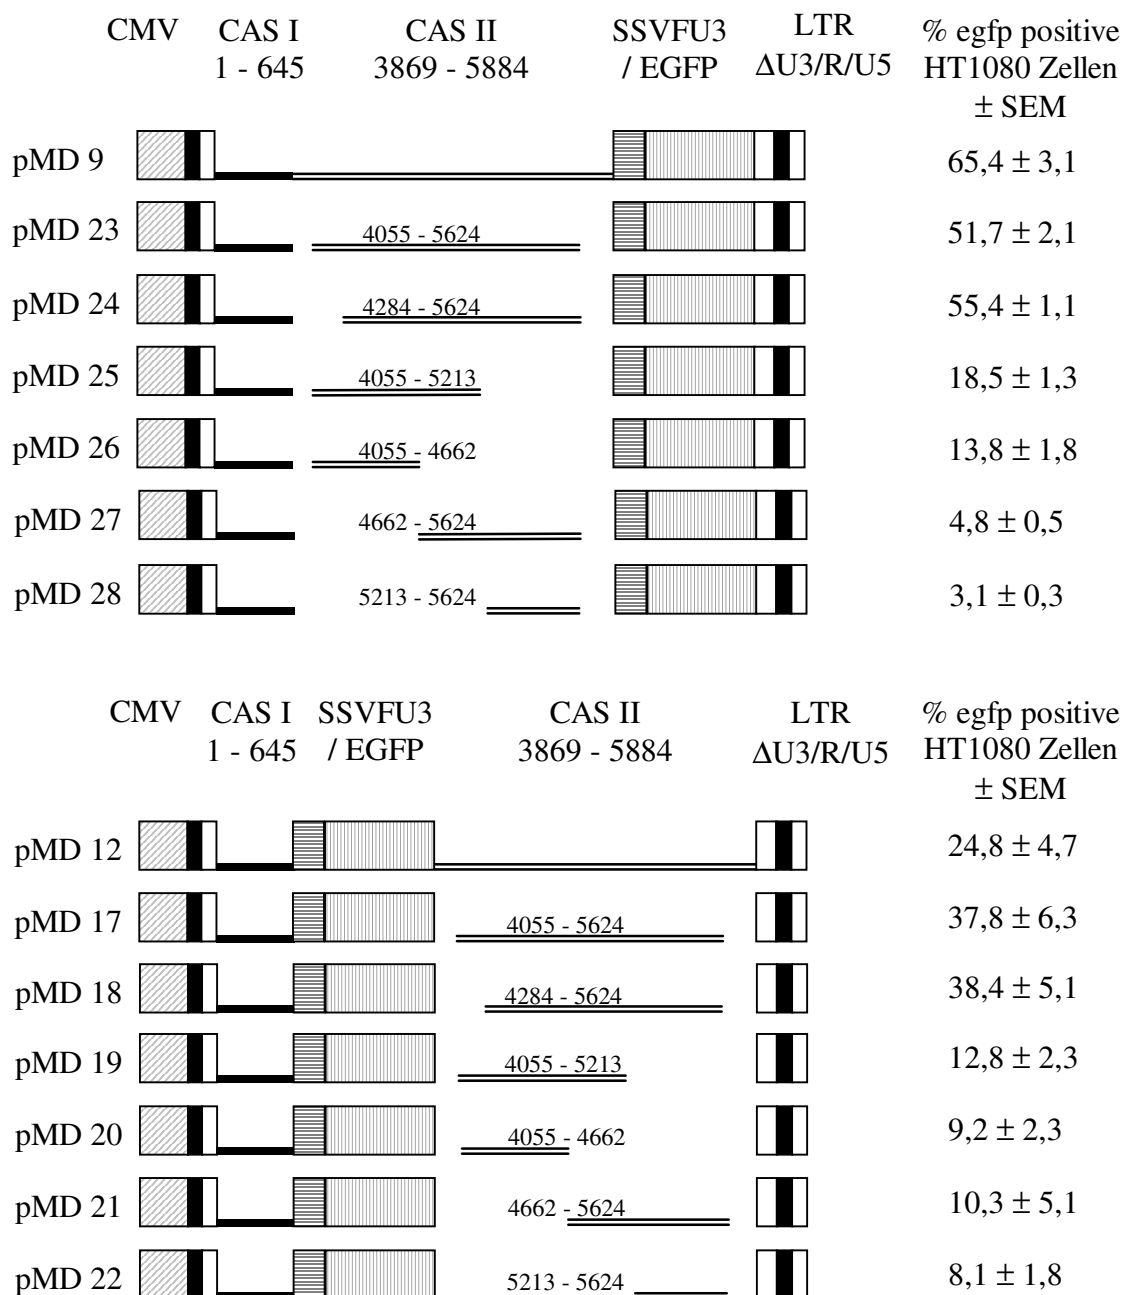 CMV CAS I CAS II SSVFU3 LTR % egfp positive
1 - 645 3869 - 5884 / EGFP ΔU3/R/U5 HT1080 Zellen
± SEM
pMD 9 65,4 ± 3,1
pMD 23 4055 - 5624 51,7 ± 2,1
pMD 24 4284 - 5624 55,4 ± 1,1
pMD 25 4055 - 5213 18,5 ± 1,3
pMD 26 4055 - 4662 13,8 ± 1,8
pMD 27 4662 - 5624 4,8 ± 0,5
pMD 28 5213 - 5624 3,1 ± 0,3
CMV CAS I SSVFU3 CAS II LTR % egfp positive
1 - 645 / EGFP 3869 - 5884 ΔU3/R/U5 HT1080 Zellen
± SEM
pMD 12 24,8 ± 4,7
pMD 17 4055 - 5624 37,8 ± 6,3
pMD 18 4284 - 5624 38,4 ± 5,1
pMD 19 4055 - 5213 12,8 ± 2,3
pMD 20 4055 - 4662 9,2 ± 2,3
pMD 21 4662 - 5624 10,3 ± 5,1
pMD 22 5213 - 5624 8,1 ± 1,8